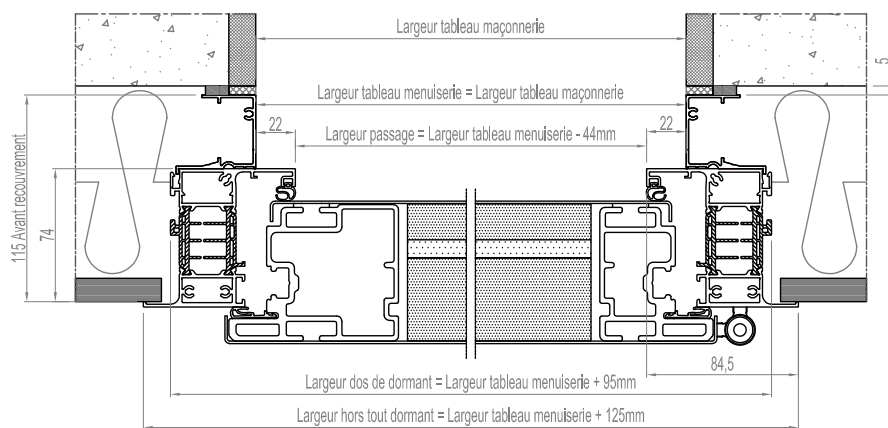 Largeur tableau maçonnerie
5
Largeur tableau menuiserie = Largeur tableau maçonnerie
22
Largeur passage = Largeur tableau menuiserie - 44mm
22
115 Avant recouvrement
74
84,5
Largeur dos de dormant = Largeur tableau menuiserie + 95mm
Largeur hors tout dormant = Largeur tableau menuiserie + 125mm